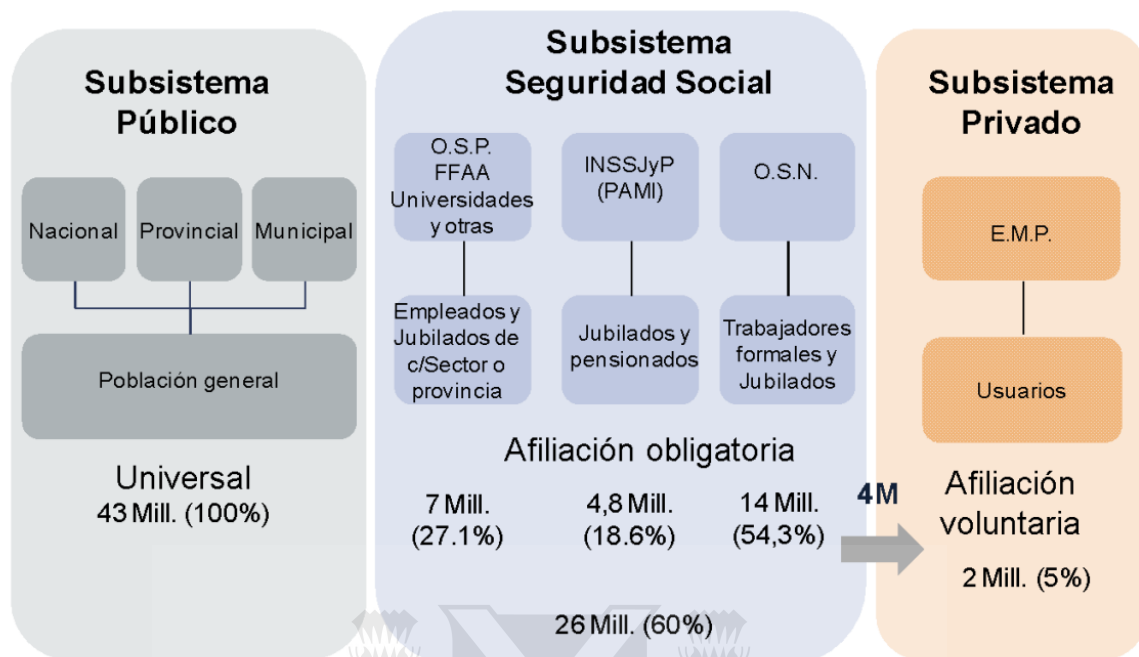 Subsistema
Público
Nacional
Provincial
Municipal
Población general
Universal
43 Mill. (100%)
Subsistema
Seguridad Social
O.S.P.
FFAA
Universidades
y otras
INSSJyP
(PAMI)
O.S.N.
Empleados y
Jubilados de
c/Sector o
provincia
Jubilados y
pensionados
Trabajadores
formales y
Jubilados
Afiliación obligatoria
7 Mill.
(27.1%)
4,8 Mill.
(18.6%)
14 Mill.
(54,3%)
26 Mill. (60%)
4M
Subsistema
Privado
E.M.P.
Usuarios
Afiliación
voluntaria
2 Mill. (5%)